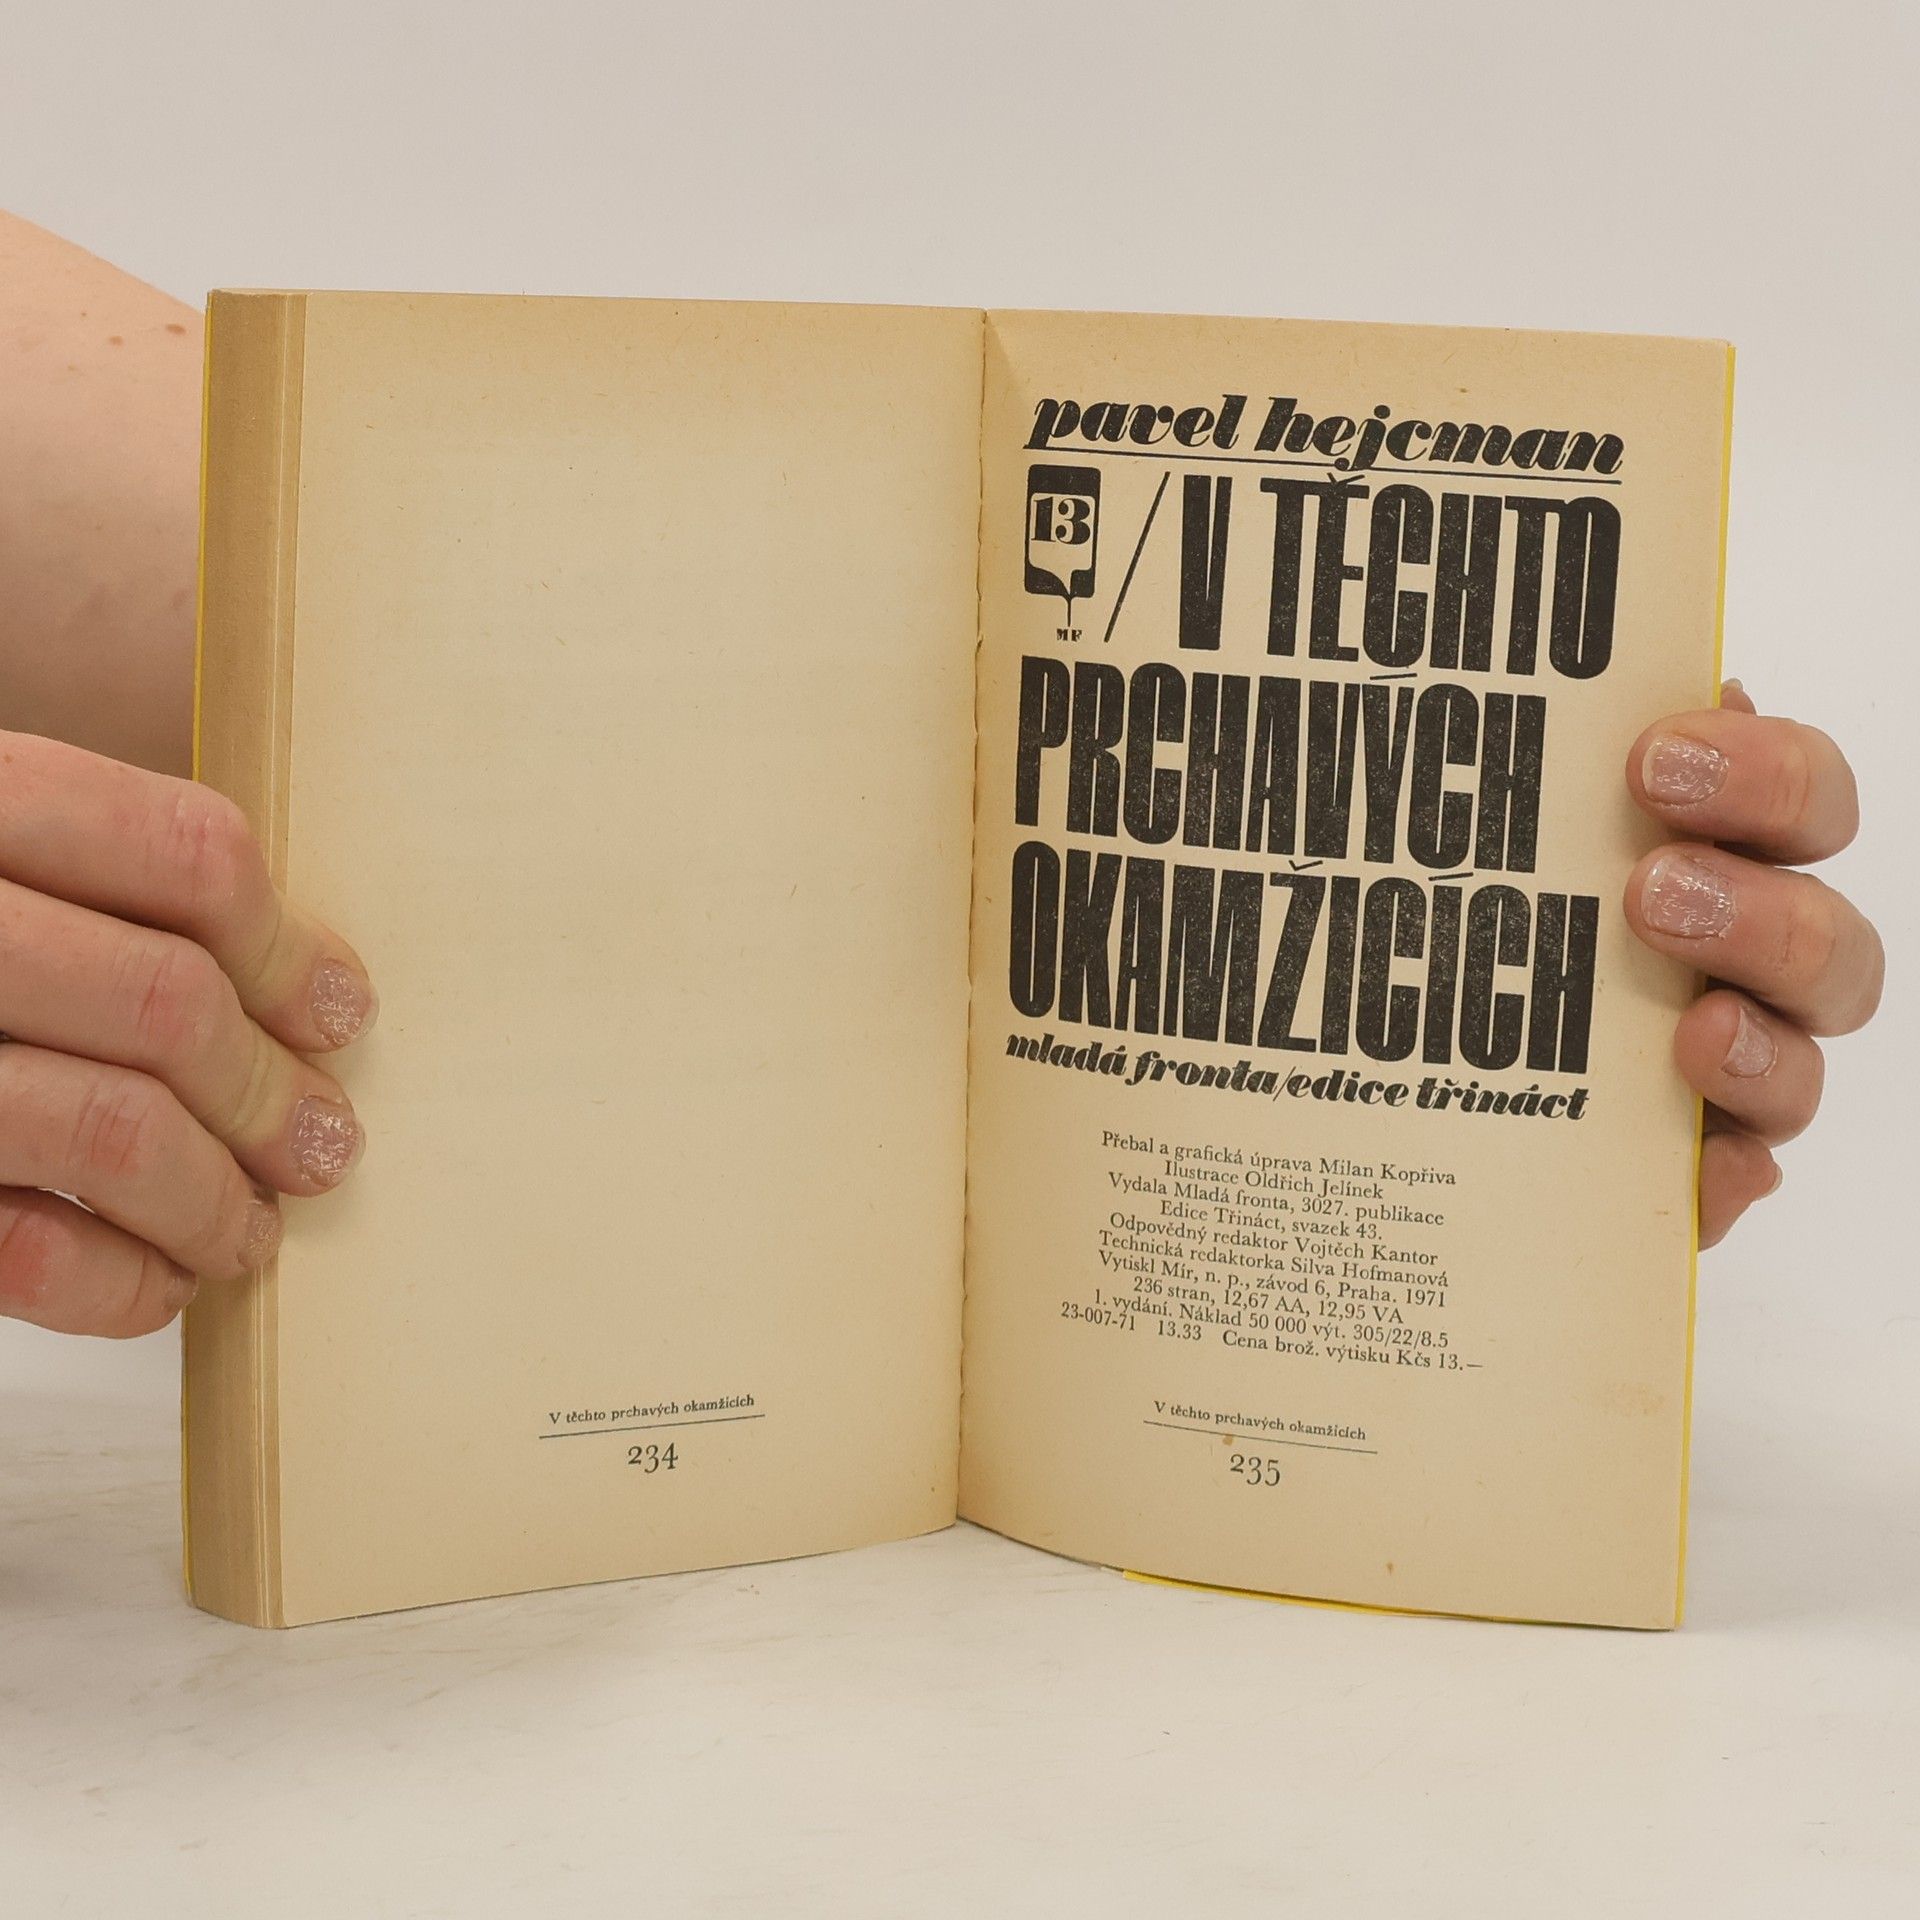 V těchto prchavých okamžicích
234
pavel hejcman
13
MF
/ V TĚCHTO
PRCHAVÝCH
OKAMŽICÍCH
mladá fronta/edice třináct
Přebal a grafická úprava Milan Kopřiva
Ilustrace Oldřich Jelínek
Vydala Mladá fronta, 3027. publikace
Edice Třináct, svazek 43.
Odpovědný redaktor Vojtěch Kantor
Technická redaktorka Silva Hofmanová
Vytiskl Mír, n. p., závod 6, Praha. 1971
236 stran, 12,67 AA, 12,95 VA
1. vydání. Náklad 50 000 výt. 305/22/8.5
23-007-71 13.33 Cena brož. výtisku Kčs 13.—
V těchto prchavých okamžicích
235